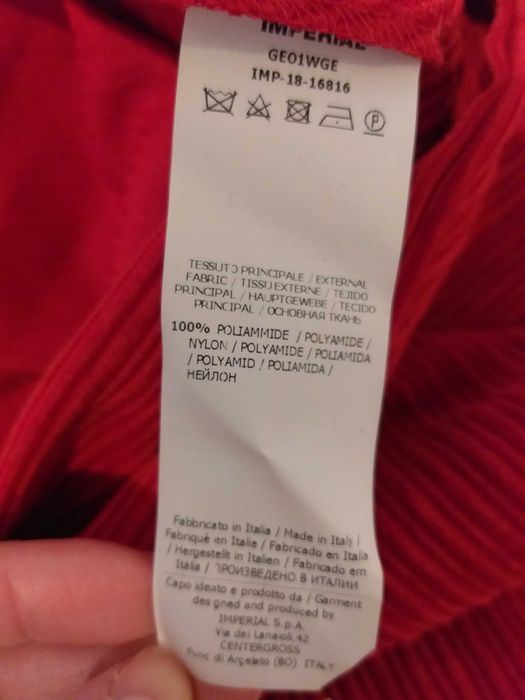 IMPERIAL
GE01WGE
IMP-18-16816
P
TESSUTO PRINCIPALE / EXTERNAL
FABRIC / TISSU EXTERNE / TEJIDO
PRINCIPAL / HAUPTGEWEBE / TECIDO
PRINCIPAL / ОСНОВНАЯ ТКАНЬ
100% POLIAMMIDE / POLYAMIDE /
NYLON / POLYAMIDE / POLIAMIDA
/ POLYAMID / POLIAMIDA /
НЕЙЛОН
Fabbricato in Italia / Made in Italy /
Fabriqué en Italie / Fabricado en Italia
/ Hergestellt in Italien / Fabricado em
Itália / ПРОИЗВЕДЕНО В ИТАЛИИ
Capo ideato e prodotto da / Garment
designed and produced by
IMPERIAL S.p.A.
Via dei Lanaioli,42
CENTERGROSS
Func di Argelato (BO) ITALY